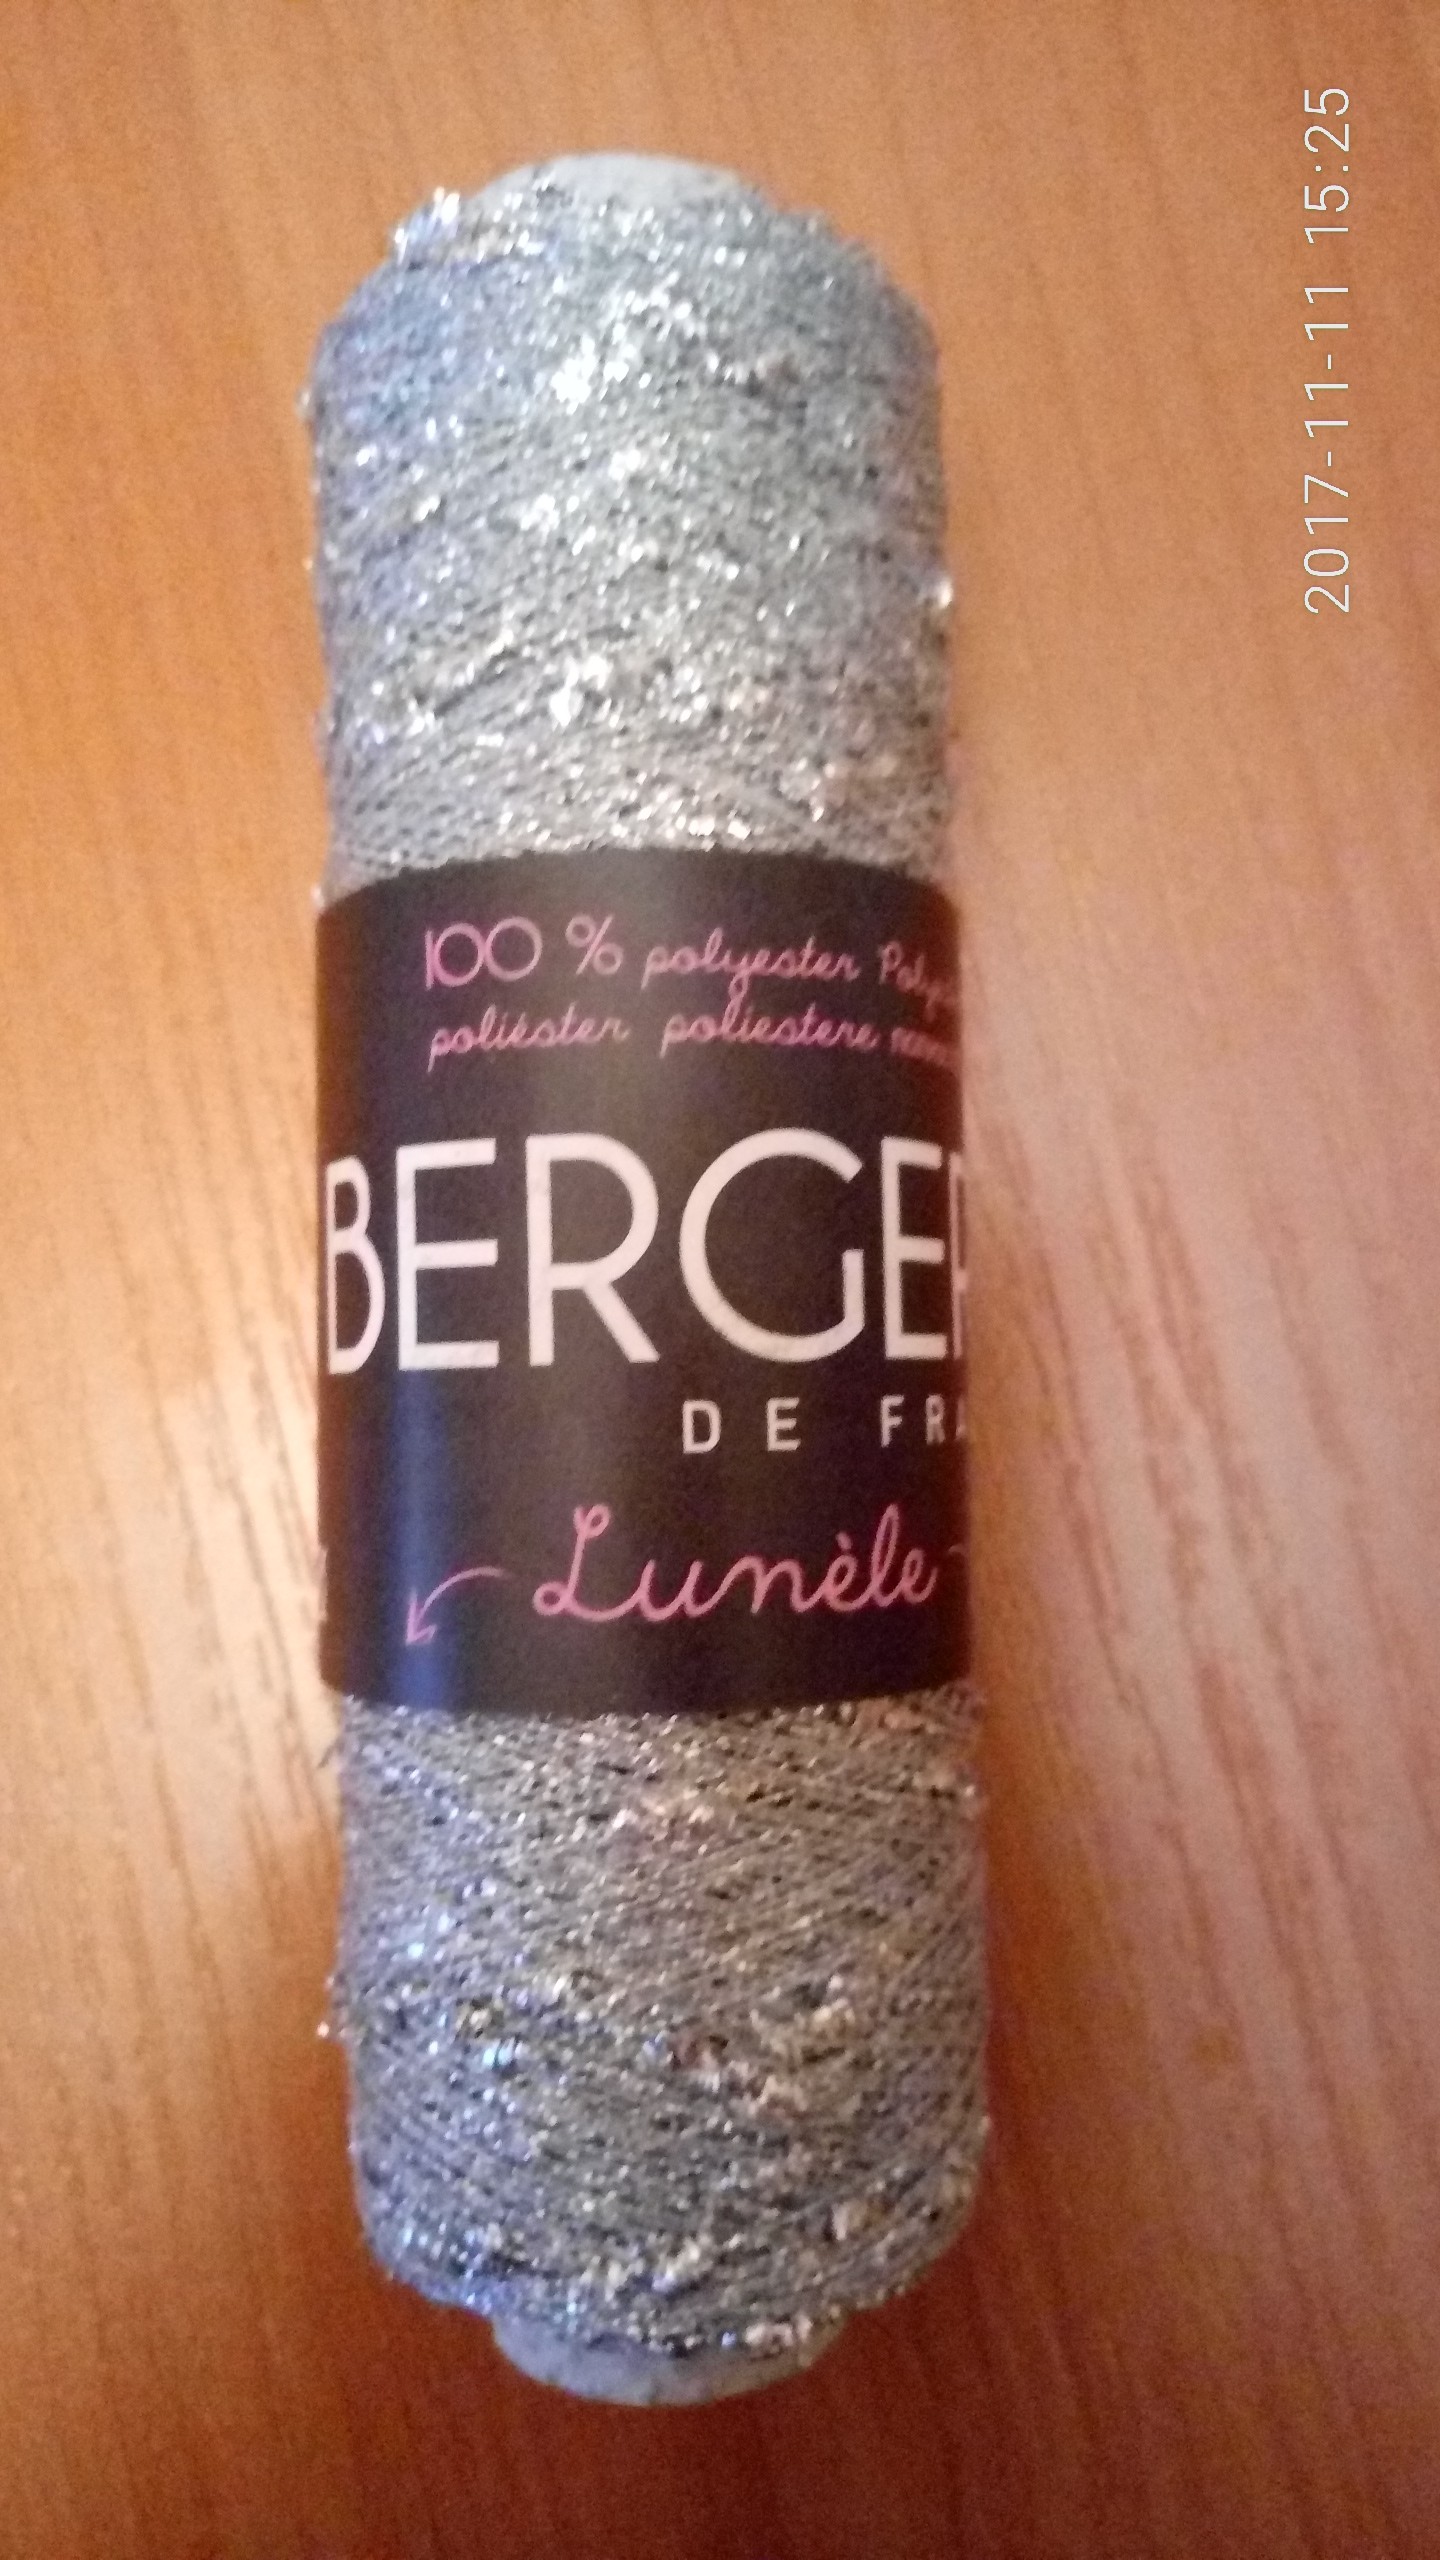 100 % polyester
poliéster poliestere
BERGER
DE FRA
Lunèle
2017-11-11 15:25